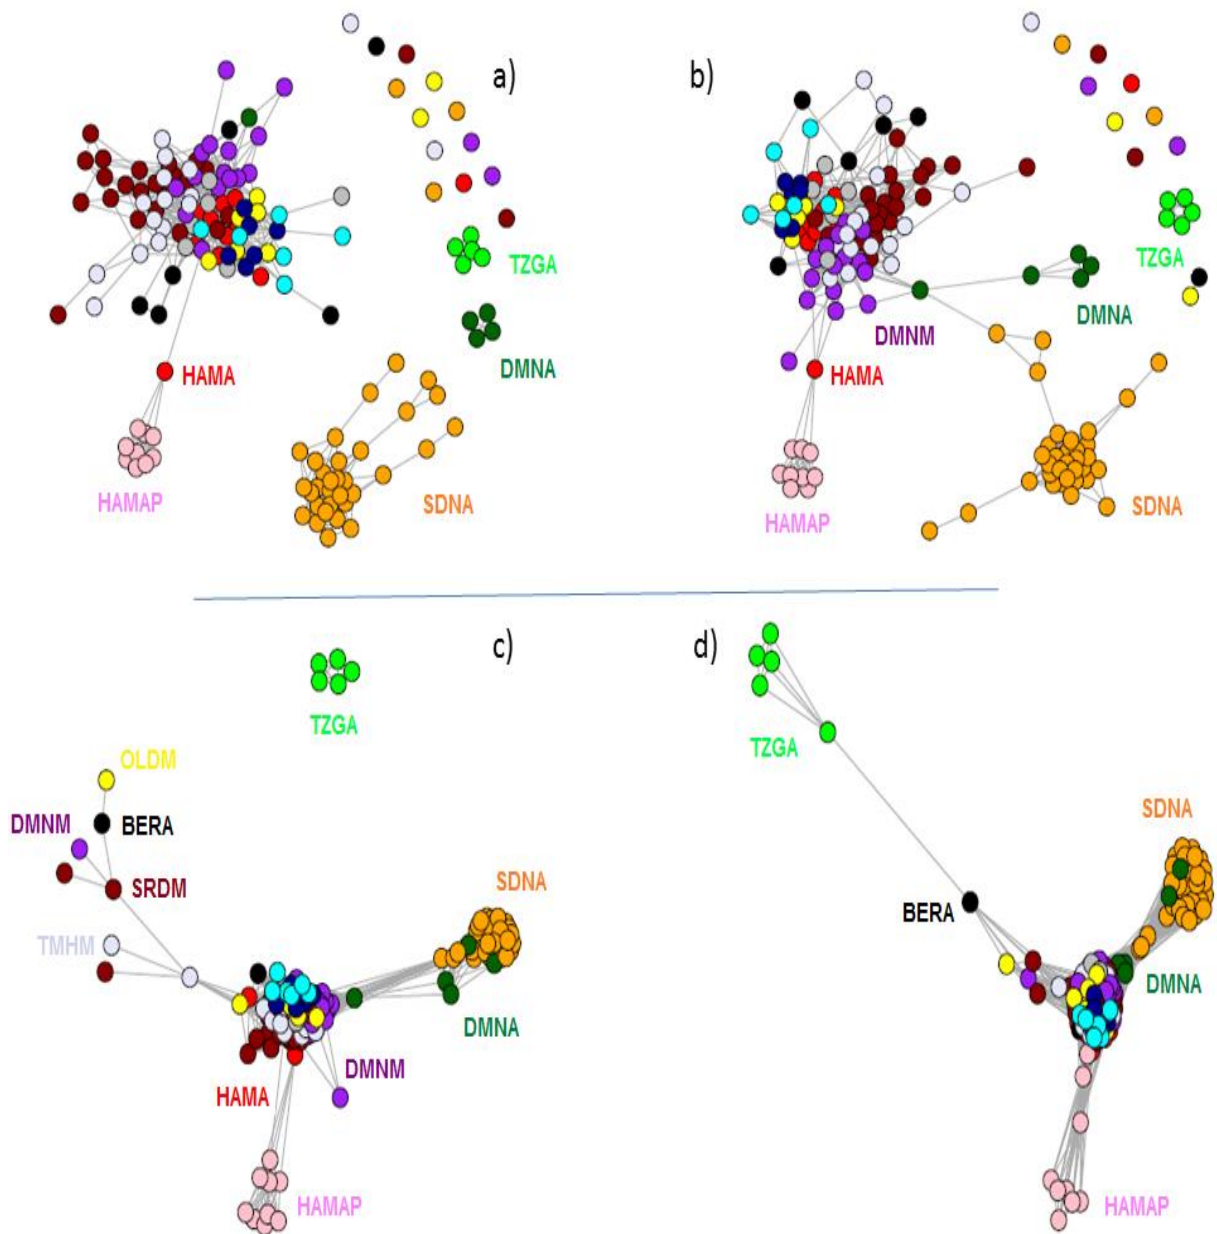 a)
TZGA
DMNA
HAMA
HAMAP
SDNA
b)
TZGA
DMNA
DMNM
HAMA
SDNA
HAMAP
c)
TZGA
OLDM
DMNM
BERA
SRDM
SDNA
TMHM
DMNA
DMNM
HAMA
HAMAP
d)
TZGA
SDNA
BERA
DMNA
HAMAP